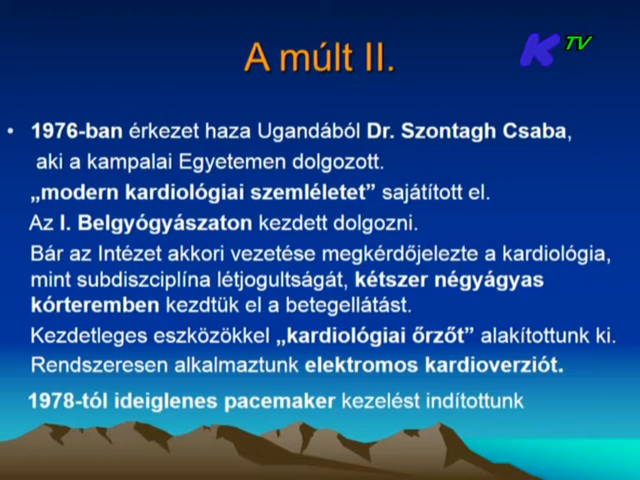 A múlt II.
K TV
• 1976-ban érkezet haza Ugandából Dr. Szontagh Csaba,
aki a kampalai Egyetemen dolgozott.
„modern kardiológiai szemléletet” sajátított el.
Az I. Belgyógyászaton kezdett dolgozni.
Bár az Intézet akkori vezetése megkérdőjelezte a kardiológia,
mint subdiszciplína létjogultságát, kétszer négyágyas
kórteremben kezdtük el a betegellátást.
Kezdetleges eszközökkel „kardiológiai őrzőt” alakítottunk ki.
Rendszeresen alkalmaztunk elektromos kardioverziót.
1978-tól ideiglenes pacemaker kezelést indítottunk